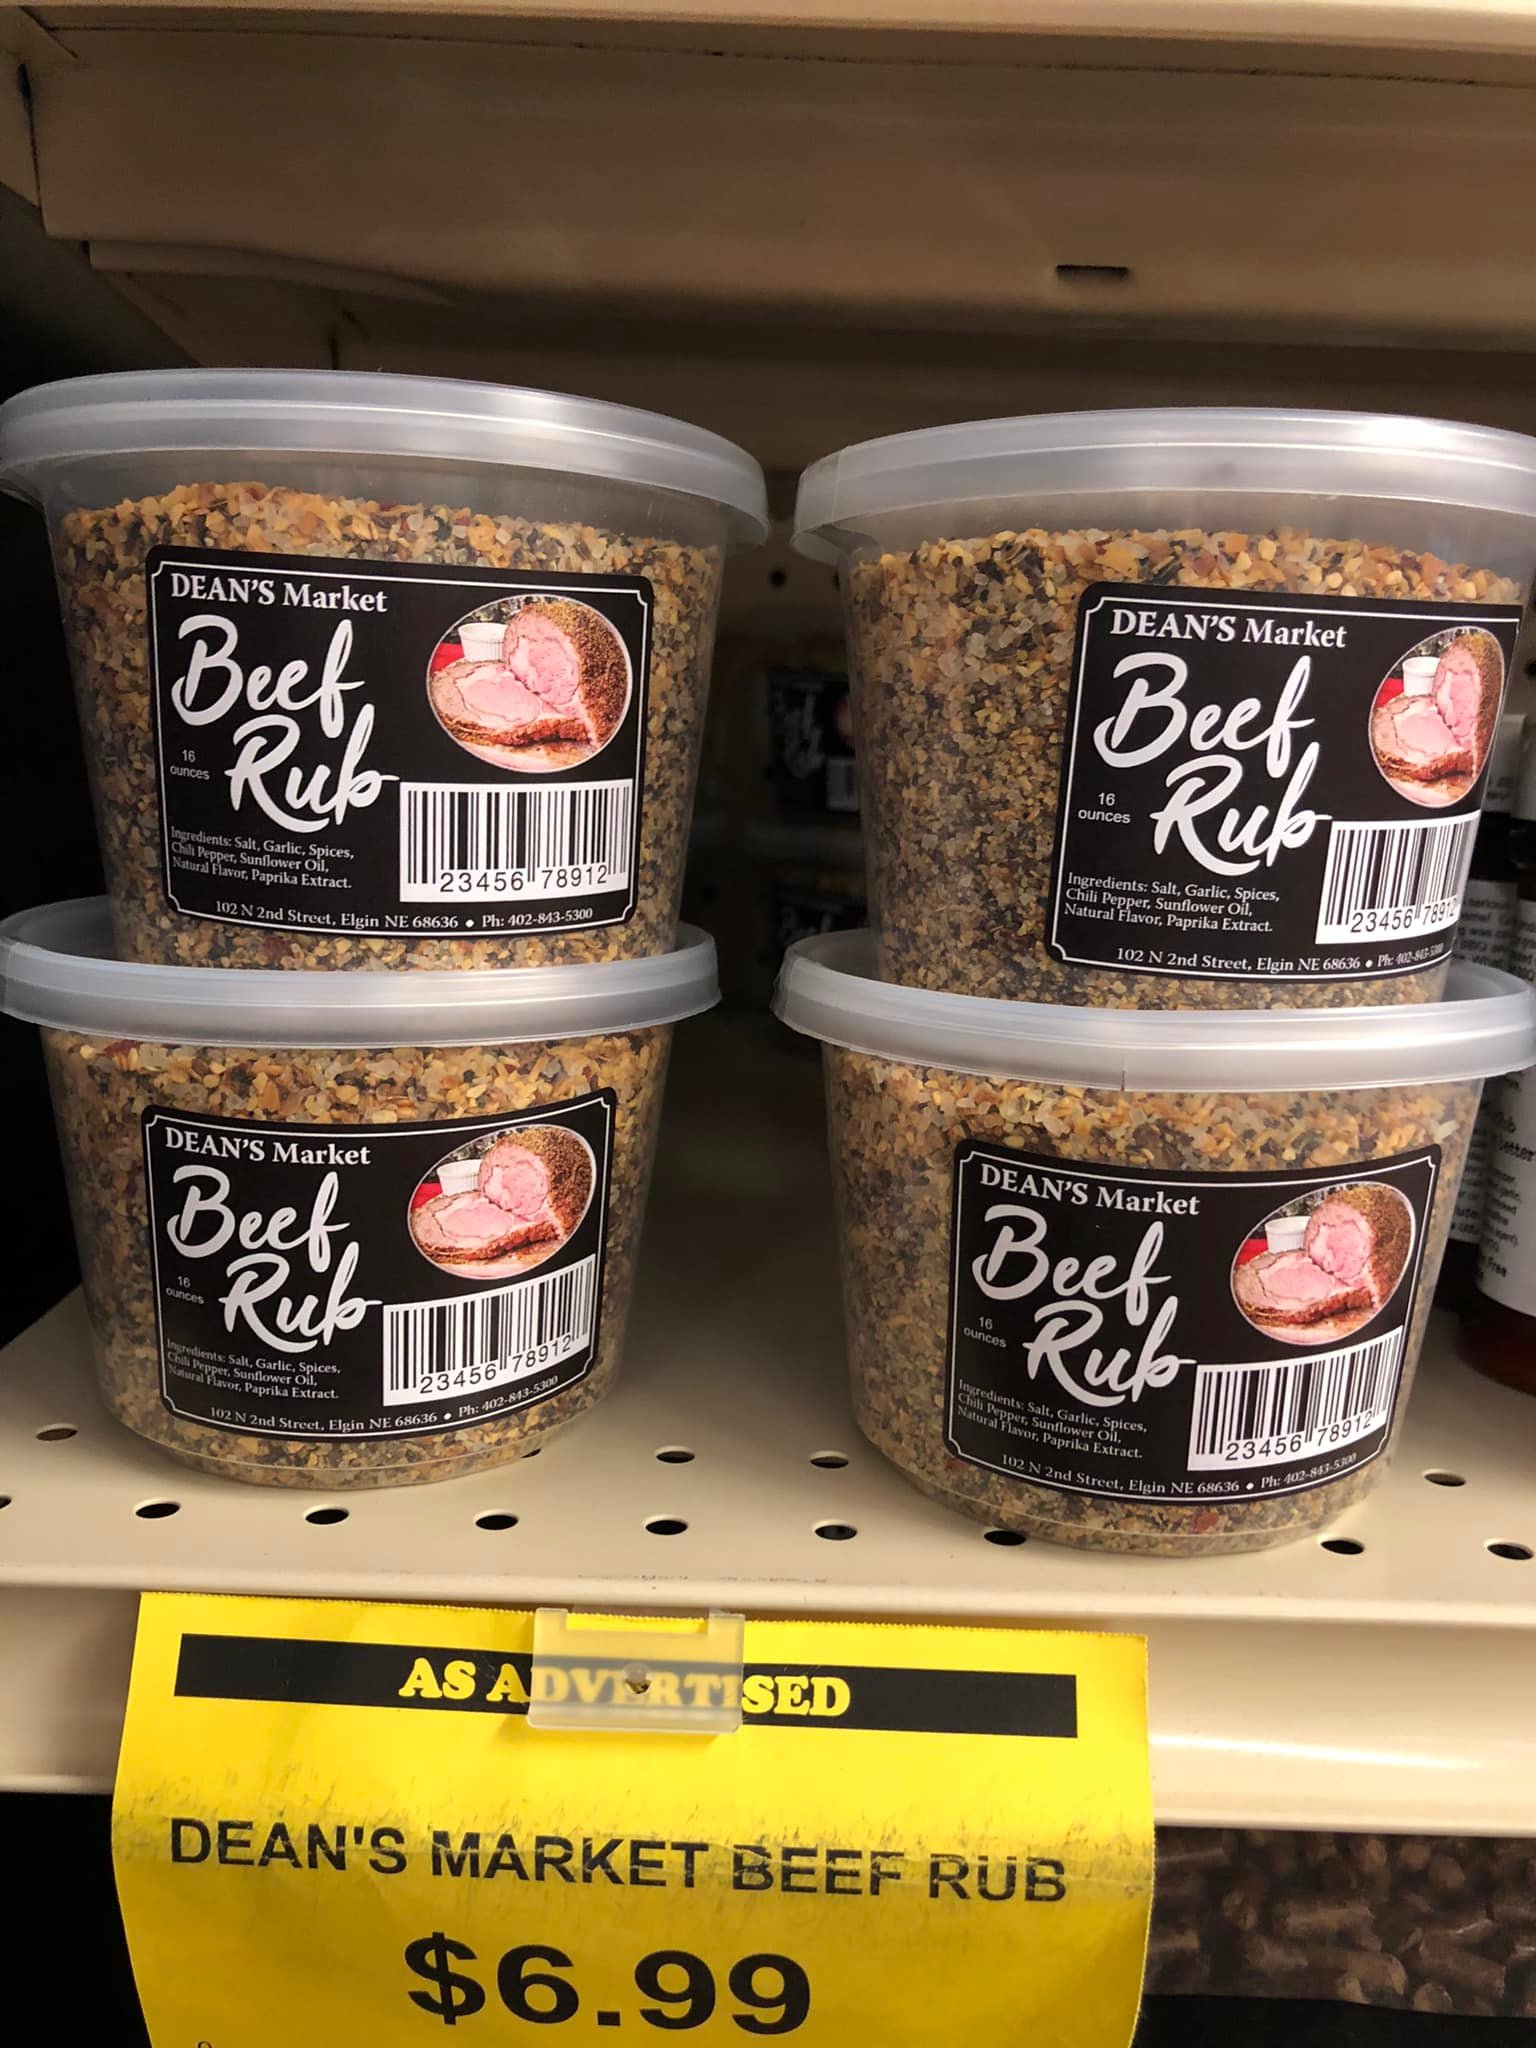 DEAN'S Market
Beef
Rub
16
ounces
Ingredients: Salt, Garlic, Spices,
Chili Pepper, Sunflower Oil,
Natural Flavor, Paprika Extract.
23456 78912
102 N 2nd Street, Elgin NE 68636 • Ph: 402-843-5300
DEAN'S Market
Beef
Rub
16
ounces
Ingredients: Salt, Garlic, Spices,
Chili Pepper, Sunflower Oil,
Natural Flavor, Paprika Extract.
23456 78912
102 N 2nd Street, Elgin NE 68636 • Ph: 402-843-5300
DEAN'S Market
Beef
Rub
16
ounces
Ingredients: Salt, Garlic, Spices,
Chili Pepper, Sunflower Oil,
Natural Flavor, Paprika Extract.
23456 78912
102 N 2nd Street, Elgin NE 68636 • Ph: 402-843-5300
DEAN'S Market
Beef
Rub
16
ounces
Ingredients: Salt, Garlic, Spices,
Chili Pepper, Sunflower Oil,
Natural Flavor, Paprika Extract.
23456 78912
102 N 2nd Street, Elgin NE 68636 • Ph: 402-843-5300
AS ADVERTISED
DEAN'S MARKET BEEF RUB
$6.99